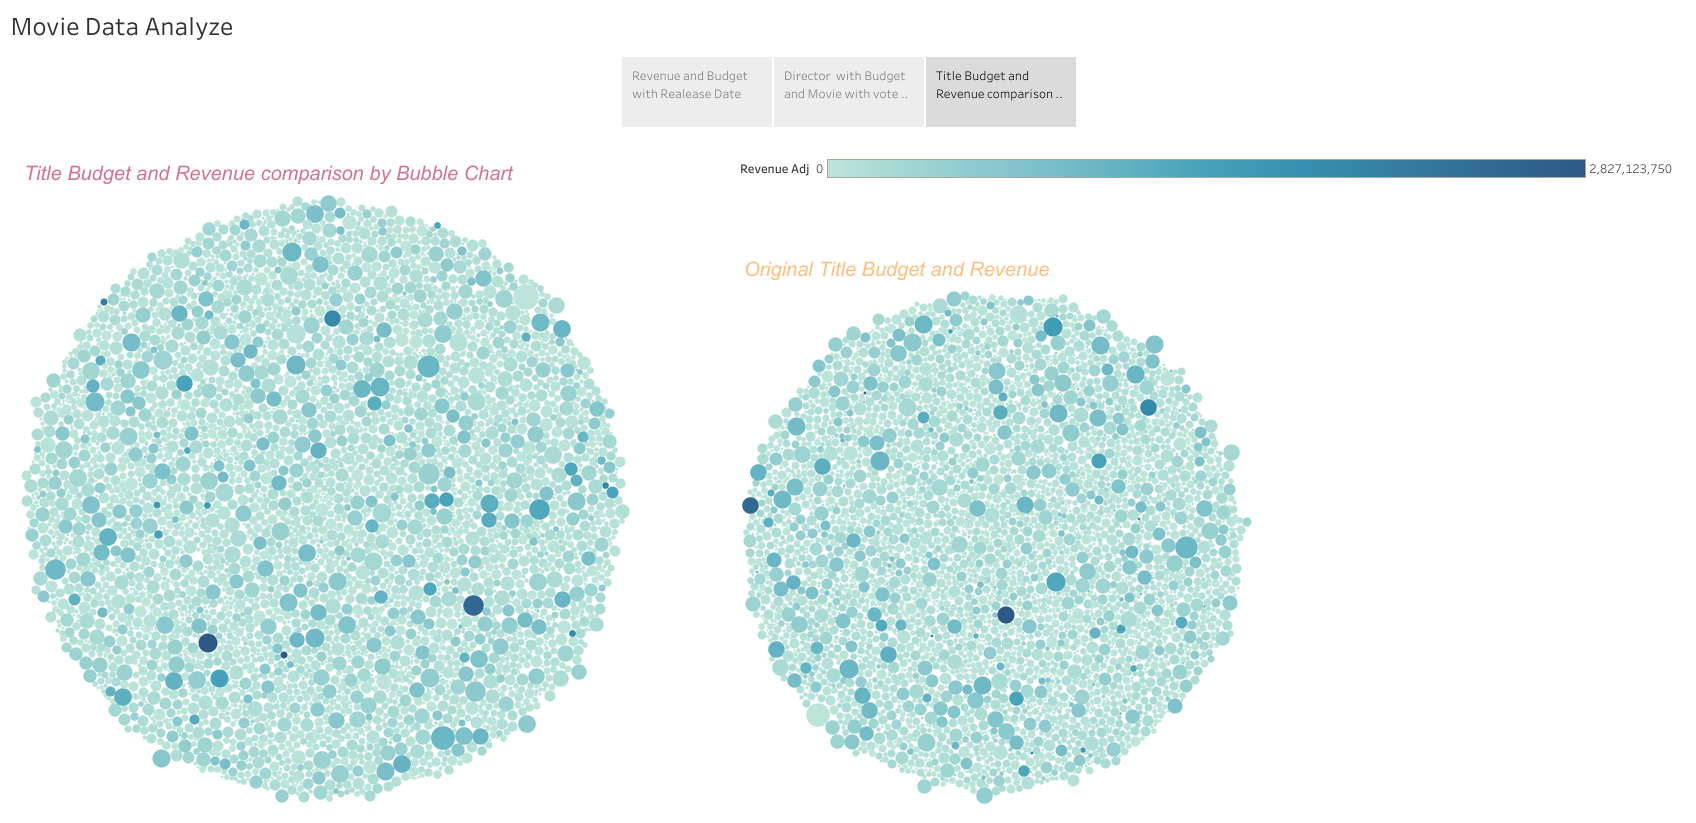 Movie Data Analyze
Revenue and Budget
with Realease Date
Director  with Budget
and Movie with vote ..
Title Budget and
Revenue comparison ..
Title Budget and Revenue comparison by Bubble Chart
Revenue Adj 0 2,827,123,750
Original Title Budget and Revenue